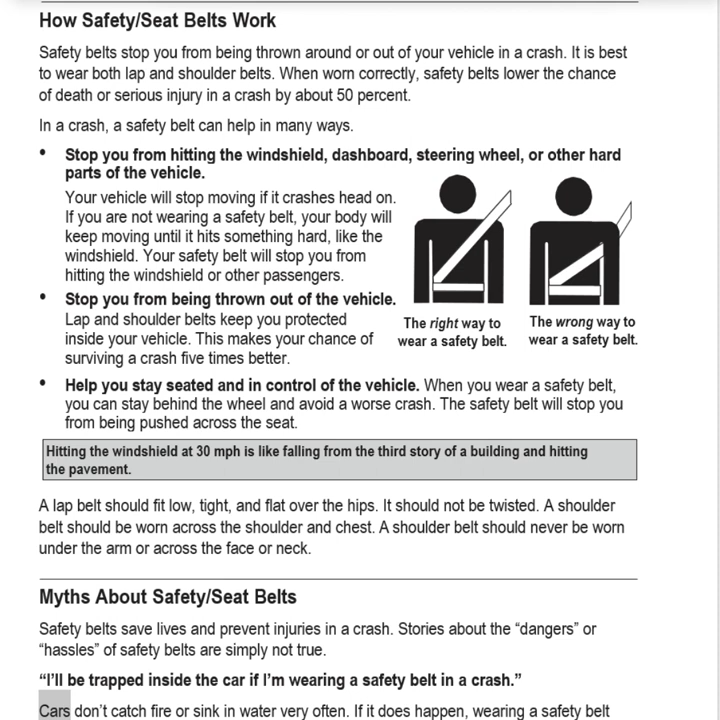 How Safety/Seat Belts Work
Safety belts stop you from being thrown around or out of your vehicle in a crash. It is best
to wear both lap and shoulder belts. When worn correctly, safety belts lower the chance
of death or serious injury in a crash by about 50 percent.
In a crash, a safety belt can help in many ways.
• Stop you from hitting the windshield, dashboard, steering wheel, or other hard
parts of the vehicle.
Your vehicle will stop moving if it crashes head on.
If you are not wearing a safety belt, your body will
keep moving until it hits something hard, like the
windshield. Your safety belt will stop you from
hitting the windshield or other passengers.
• Stop you from being thrown out of the vehicle.
Lap and shoulder belts keep you protected
inside your vehicle. This makes your chance of
surviving a crash five times better.
The right way to
wear a safety belt.
The wrong way to
wear a safety belt.
• Help you stay seated and in control of the vehicle. When you wear a safety belt,
you can stay behind the wheel and avoid a worse crash. The safety belt will stop you
from being pushed across the seat.
Hitting the windshield at 30 mph is like falling from the third story of a building and hitting
the pavement.
A lap belt should fit low, tight, and flat over the hips. It should not be twisted. A shoulder
belt should be worn across the shoulder and chest. A shoulder belt should never be worn
under the arm or across the face or neck.
Myths About Safety/Seat Belts
Safety belts save lives and prevent injuries in a crash. Stories about the “dangers” or
“hassles” of safety belts are simply not true.
“I’ll be trapped inside the car if I’m wearing a safety belt in a crash.”
Cars don’t catch fire or sink in water very often. If it does happen, wearing a safety belt